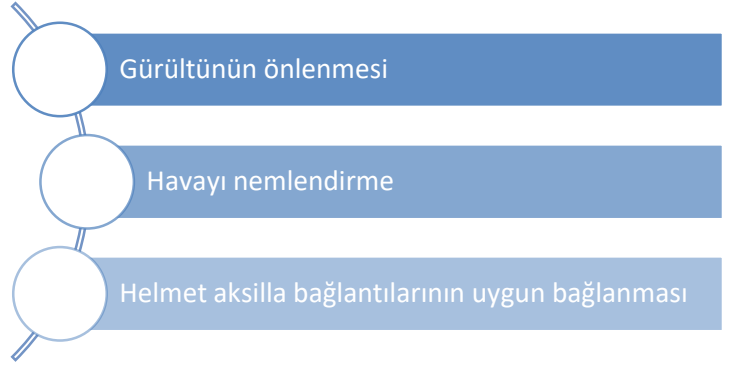 Gürültünün önlenmesi
Havayı nemlendirme
Helmet aksilla bağlantılarının uygun bağlanması